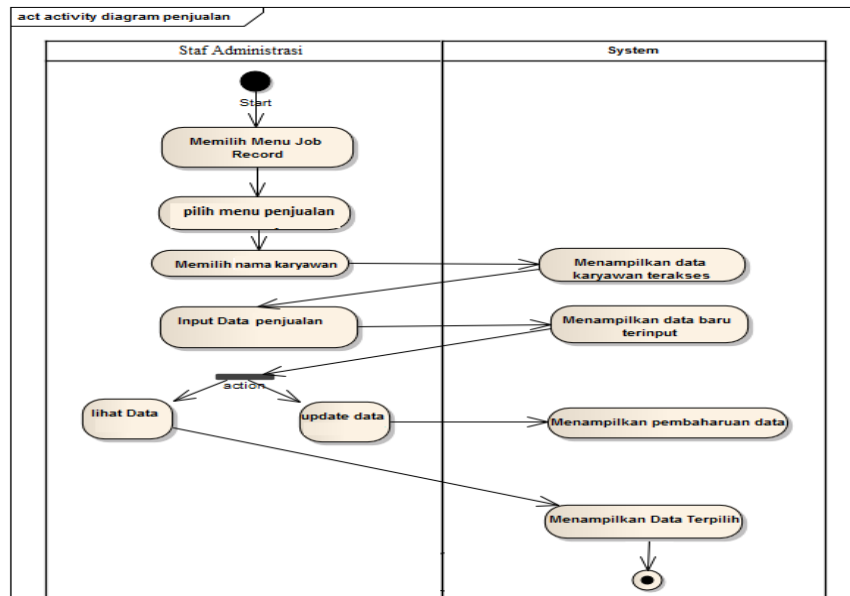 act activity diagram penjualan
Staf Administrasi
System
Start
Memilih Menu Job
Record
pilih menu penjualan
Memilih nama karyawan
Menampilkan data
karyawan terakses
Input Data penjualan
Menampilkan data baru
terinput
action
lihat Data
update data
Menampilkan pembaharuan data
Menampilkan Data Terpilih